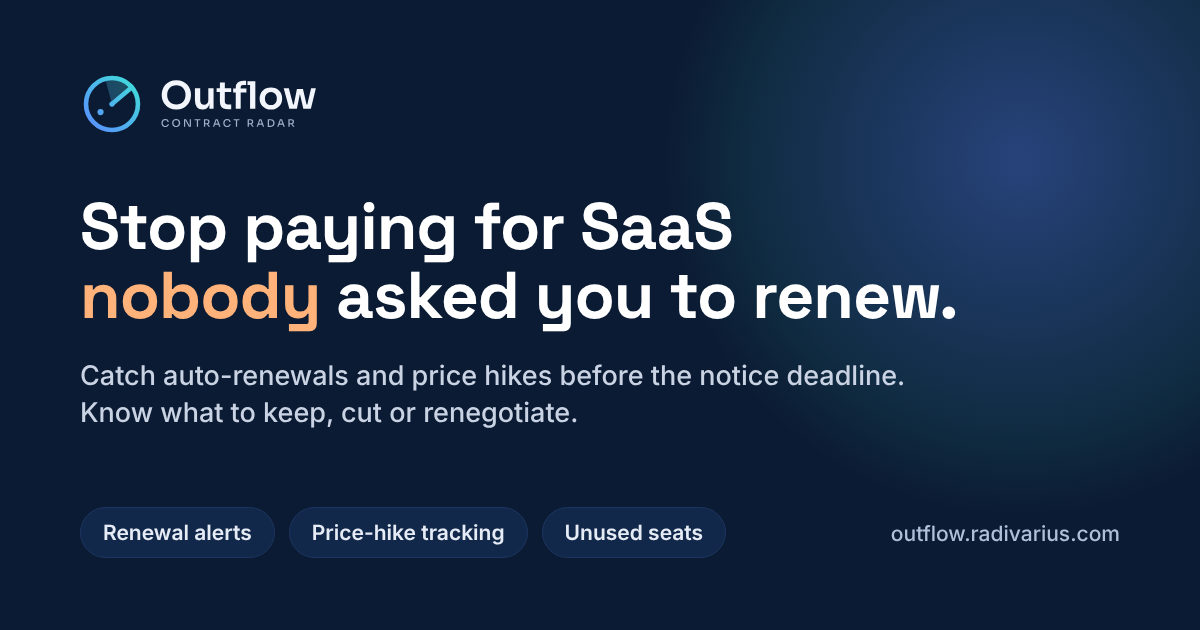 Outflow
CONTRACT RADAR
Stop paying for SaaS
nobody asked you to renew.
Catch auto-renewals and price hikes before the notice deadline.
Know what to keep, cut or renegotiate.
Renewal alerts
Price-hike tracking
Unused seats
outflow.radivarius.com